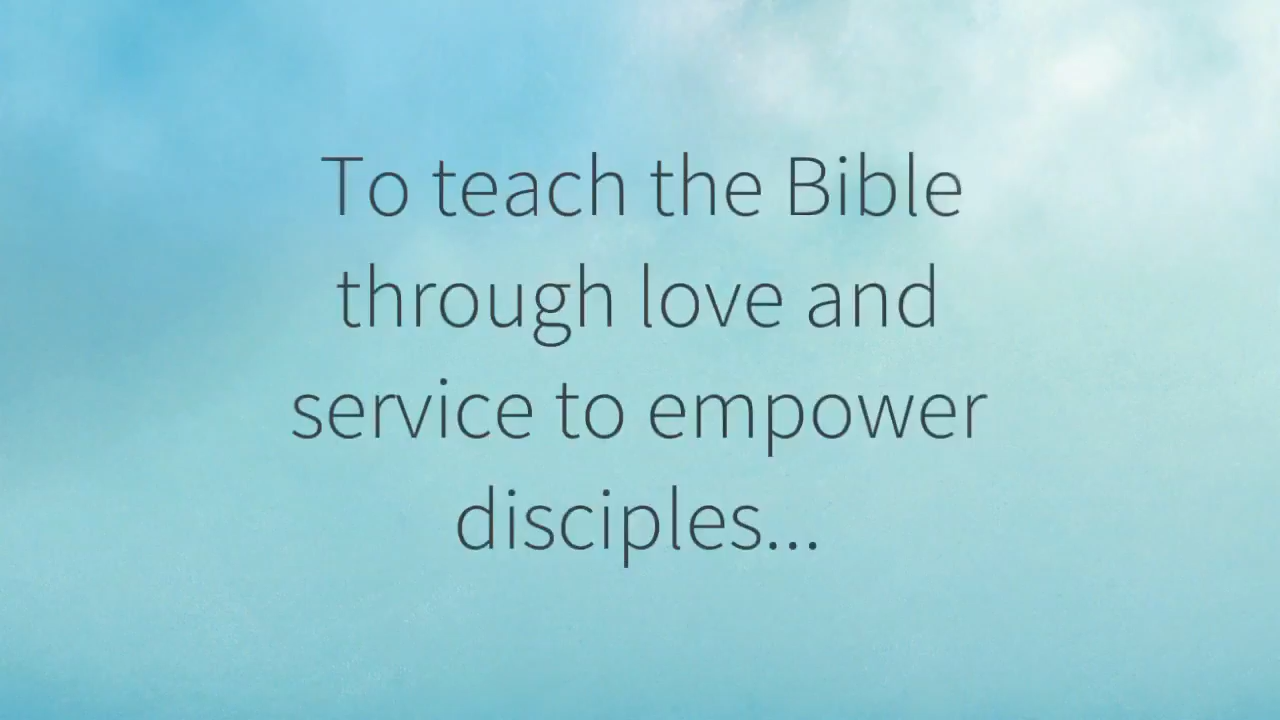 To teach the Bible
through love and
service to empower
disciples...